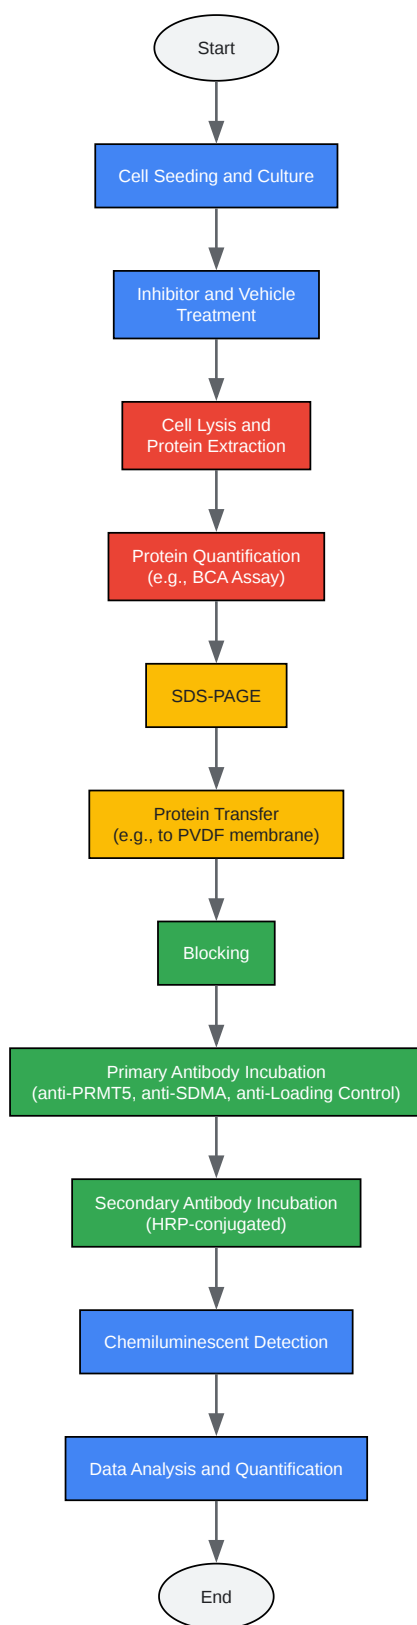 Start
Cell Seeding and Culture
Inhibitor and Vehicle
Treatment
Cell Lysis and
Protein Extraction
Protein Quantification
(e.g., BCA Assay)
SDS-PAGE
Protein Transfer
(e.g., to PVDF membrane)
Blocking
Primary Antibody Incubation
(anti-PRMT5, anti-SDMA, anti-Loading Control)
Secondary Antibody Incubation
(HRP-conjugated)
Chemiluminescent Detection
Data Analysis and Quantification
End